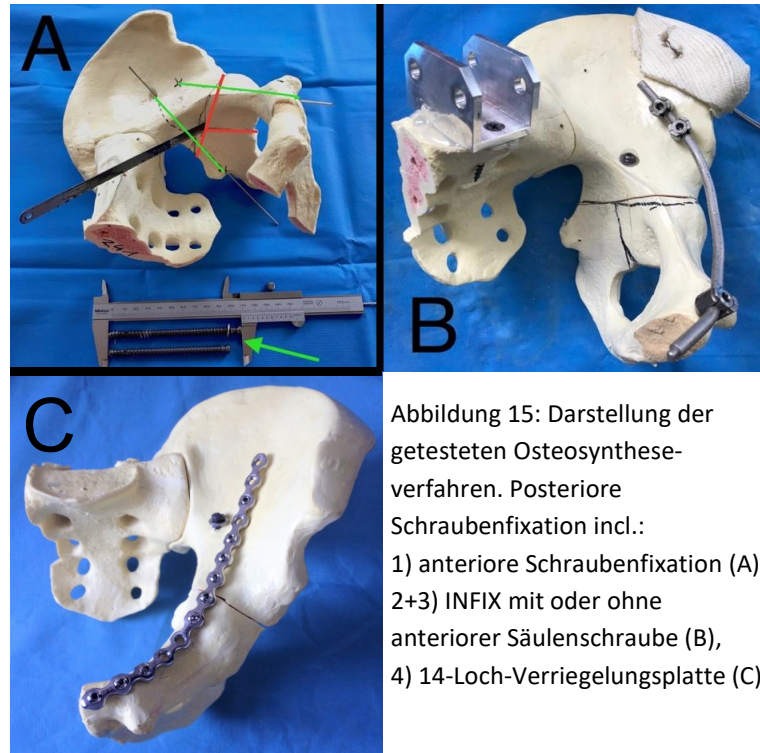 A
B
C
Abbildung 15: Darstellung der
getesteten Osteosynthese-
verfahren. Posteriore
Schraubenfixation incl.:
1) anteriore Schraubenfixation (A)
2+3) INFIX mit oder ohne
anteriorer Säulenschraube (B),
4) 14-Loch-Verriegelungsplatte (C)